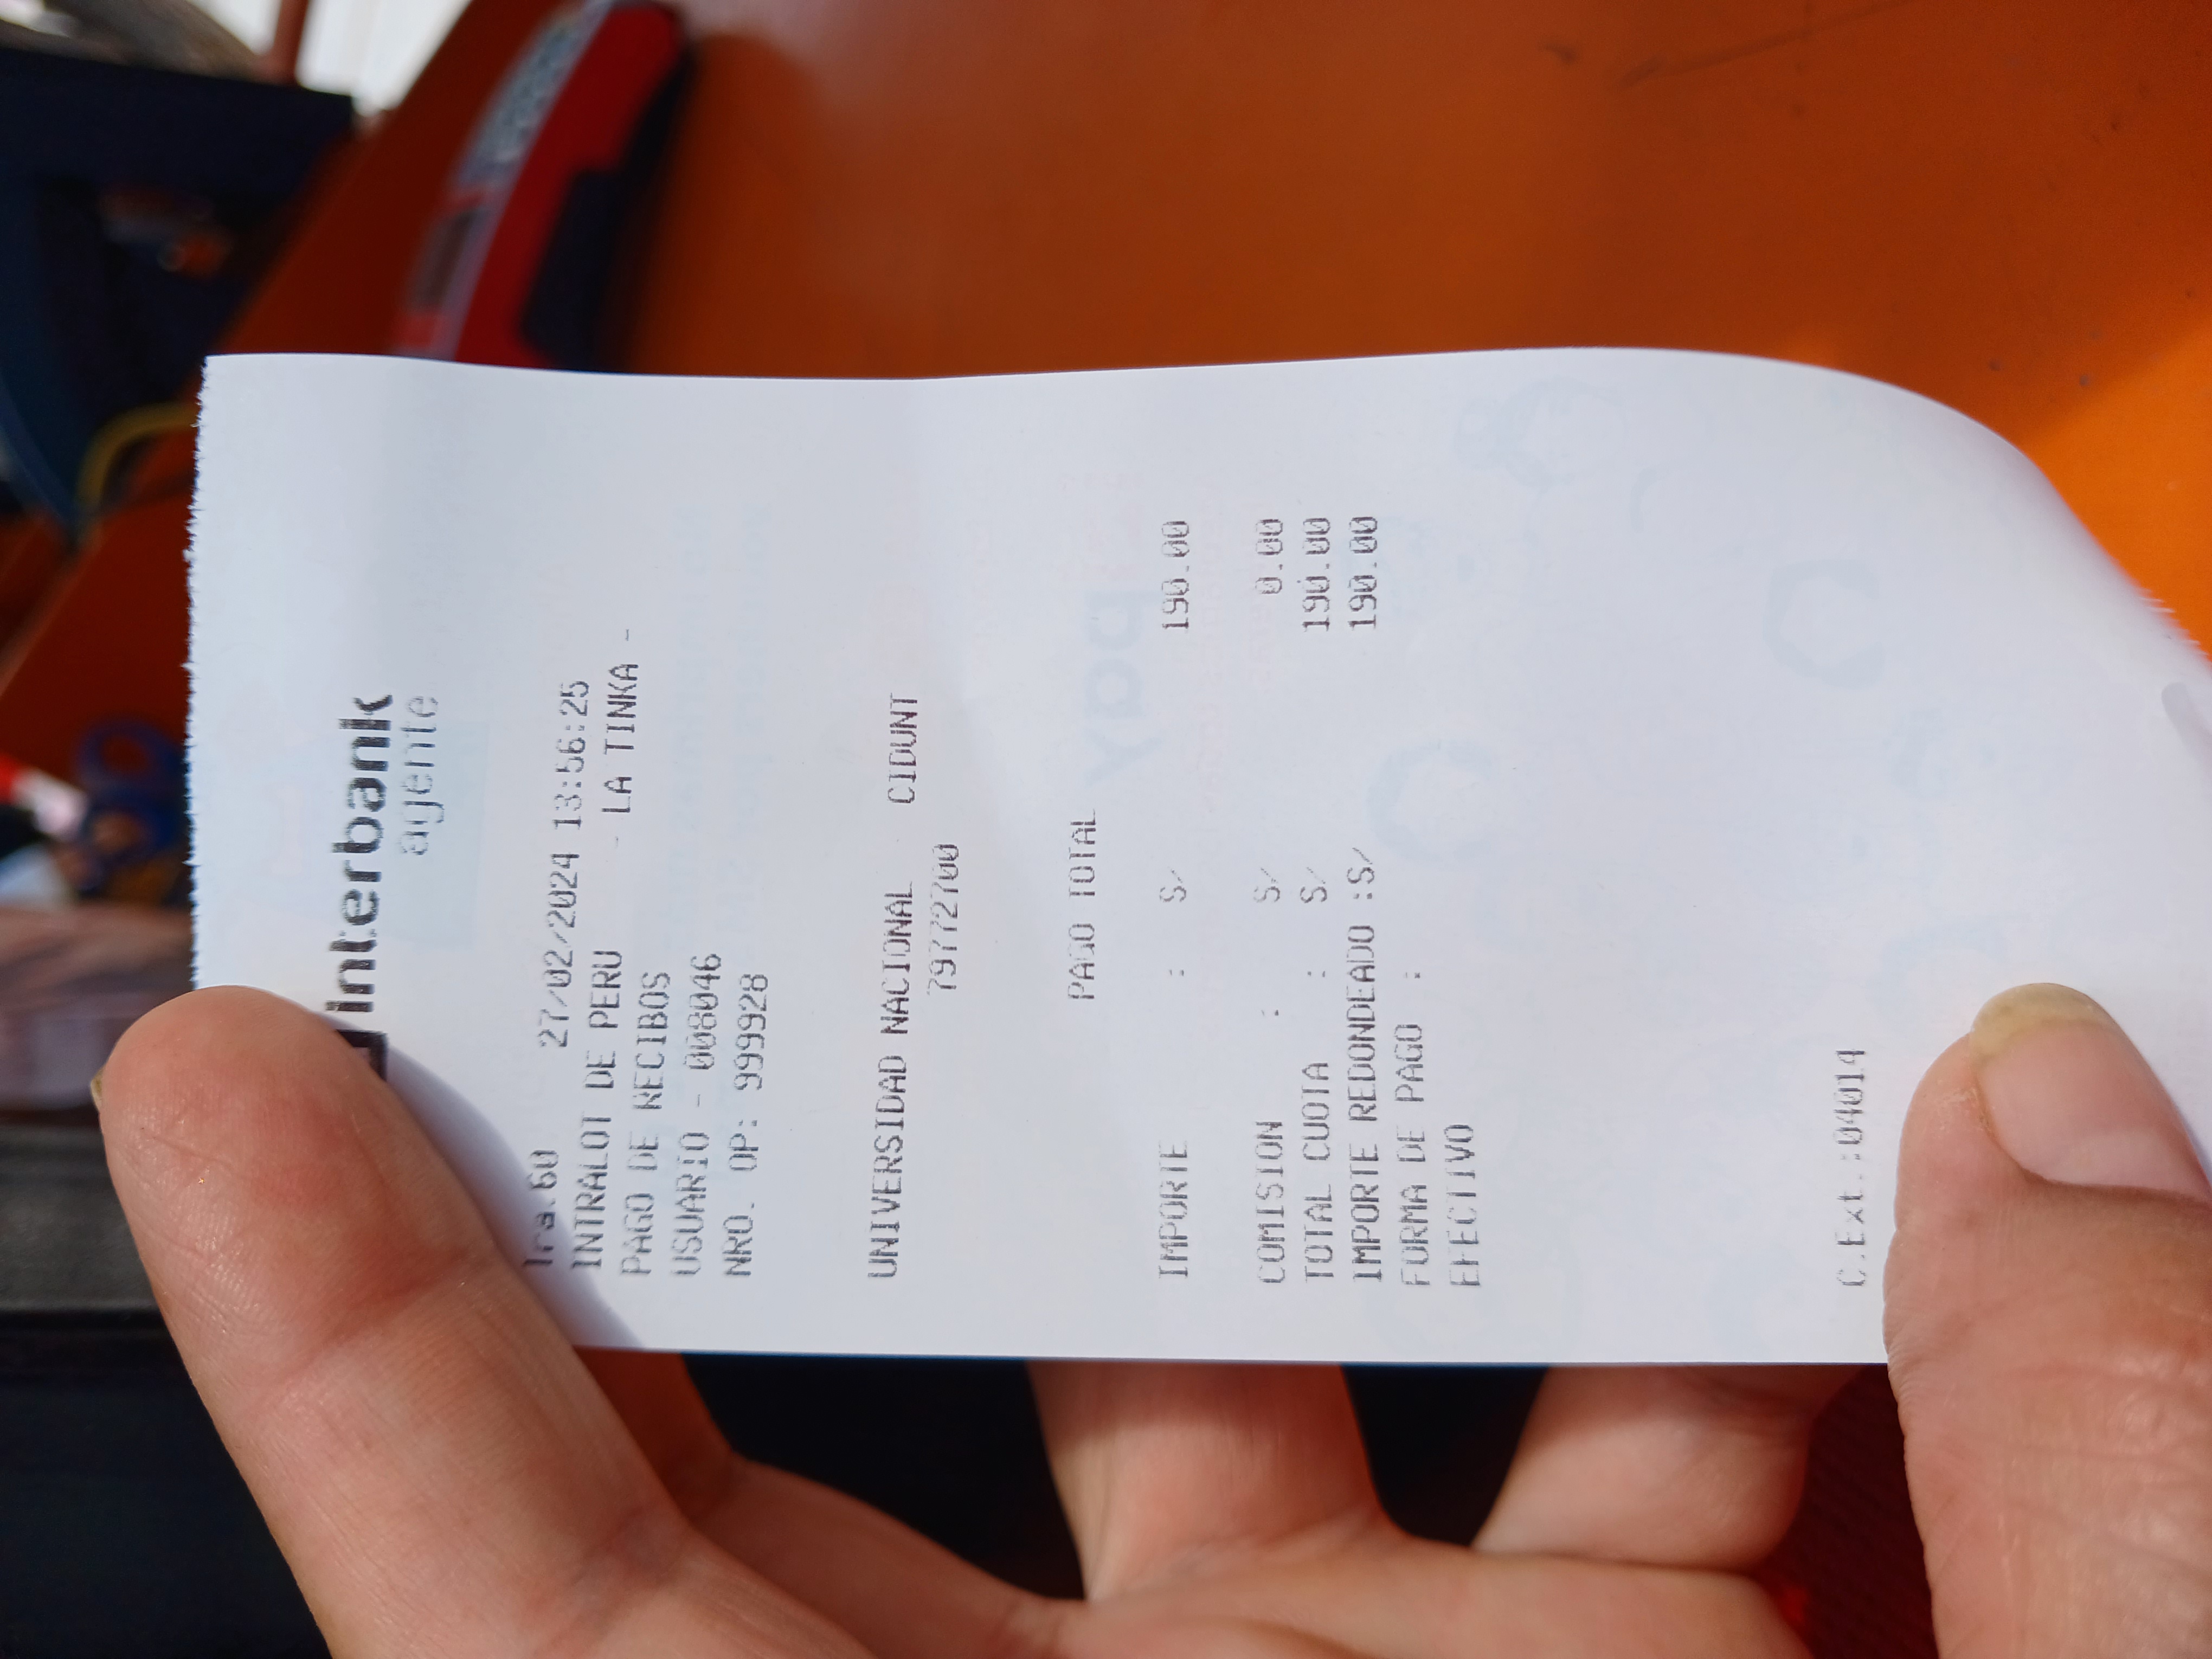 interbank
agente
Tra.60 27/02/2024 13:56:25
INTRALOT DE PERU - LA TINKA -
PAGO DE RECIBOS
USUARIO - 008046
NRO. OP: 999928
UNIVERSIDAD NACIONAL CIDUNT
79772700
PAGO TOTAL
IMPORTE : S/ 190.00
COMISION : S/ 0.00
TOTAL CUOTA : S/ 190.00
IMPORTE REDONDEADO :S/ 190.00
FORMA DE PAGO :
EFECTIVO
C.Ext.:04014